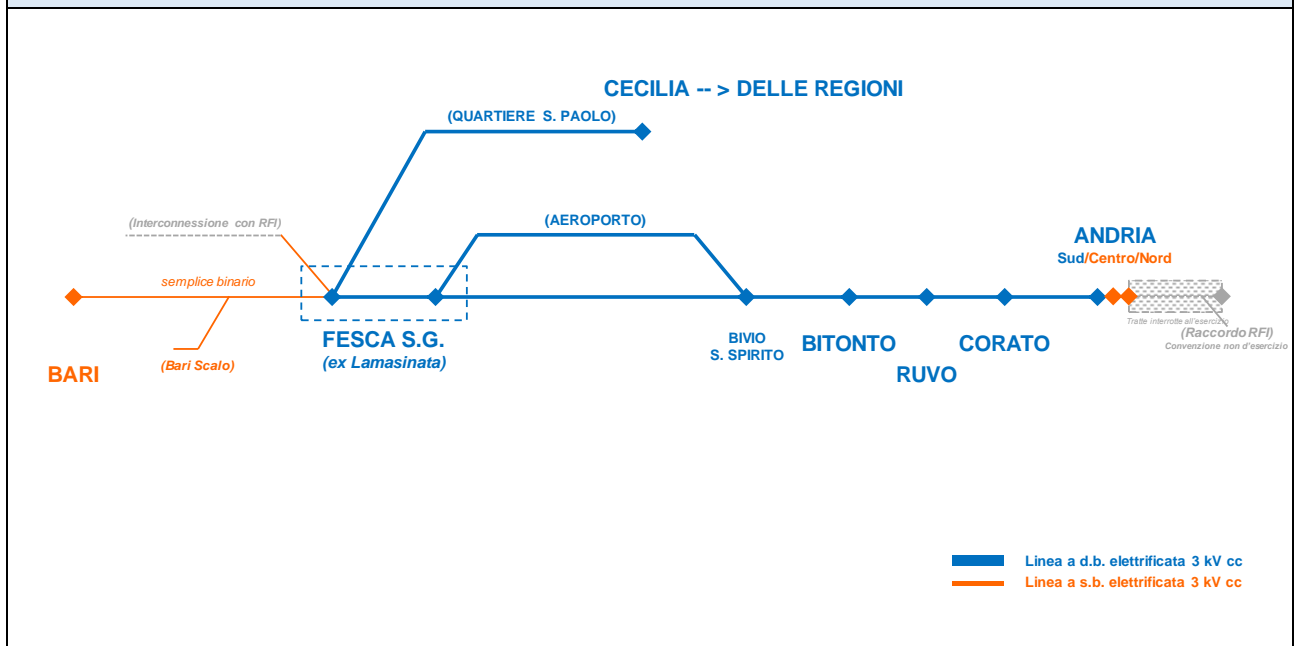 CECILIA -- > DELLE REGIONI
(QUARTIERE S. PAOLO)
(Interconnessione con RFI)
(AEROPORTO)
ANDRIA
Sud/Centro/Nord
semplice binario
Tratte interrotte all'esercizio
(Raccordo RFI)
Convenzione non d'esercizio
FESCA S.G.
(ex Lamasinata)
BIVIO
S. SPIRITO
BITONTO
CORATO
(Bari Scalo)
BARI
RUVO
Linea a d.b. elettrificata 3 kV cc
Linea a s.b. elettrificata 3 kV cc